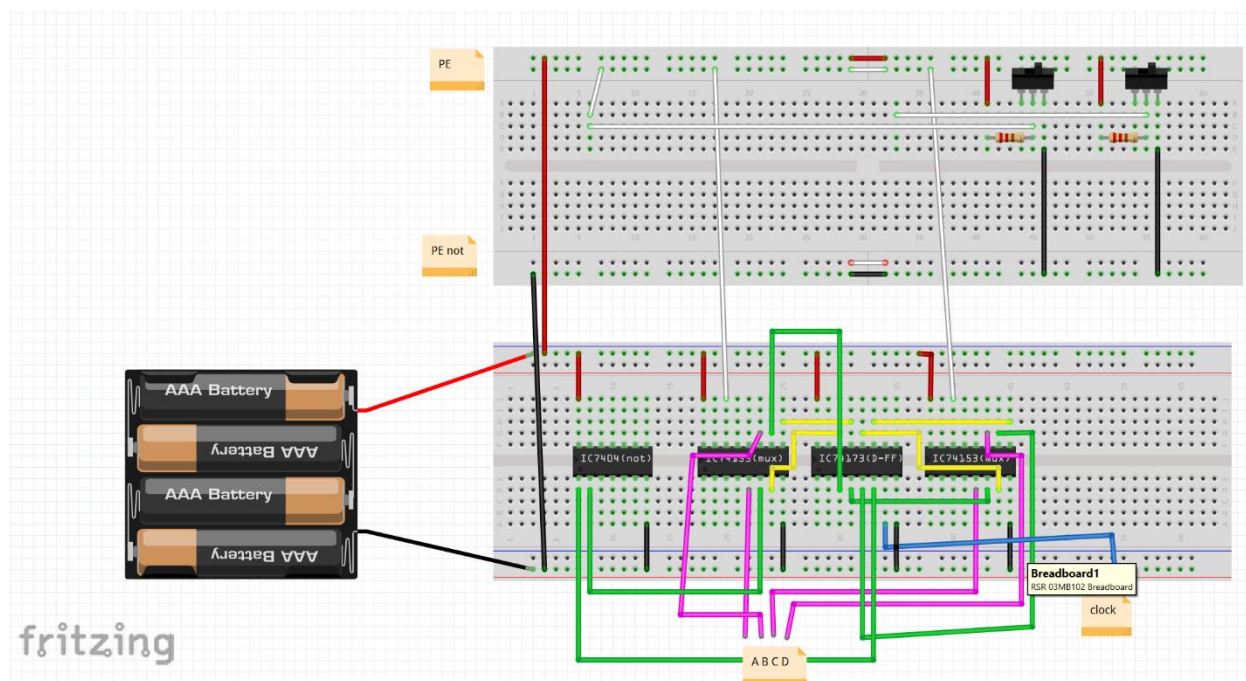 PE
PE not
AAA Battery
AAA Battery
AAA Battery
AAA Battery
IC7404(not)
IC74153(mux)
IC74173(D-FF)
IC74153(mux)
Breadboard1
RSR 03MB102 Breadboard
clock
A B C D
fritzing